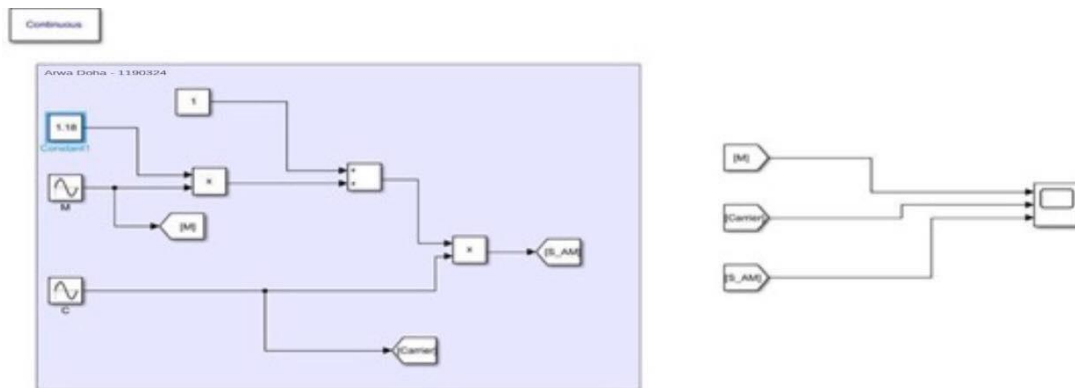 Continuous
Arwa Doha - 1190324
1
1.18
Constant1
×
+
+
M
[M]
×
[S_AM]
C
[Carrier]
[M]
[Carrier]
[S_AM]